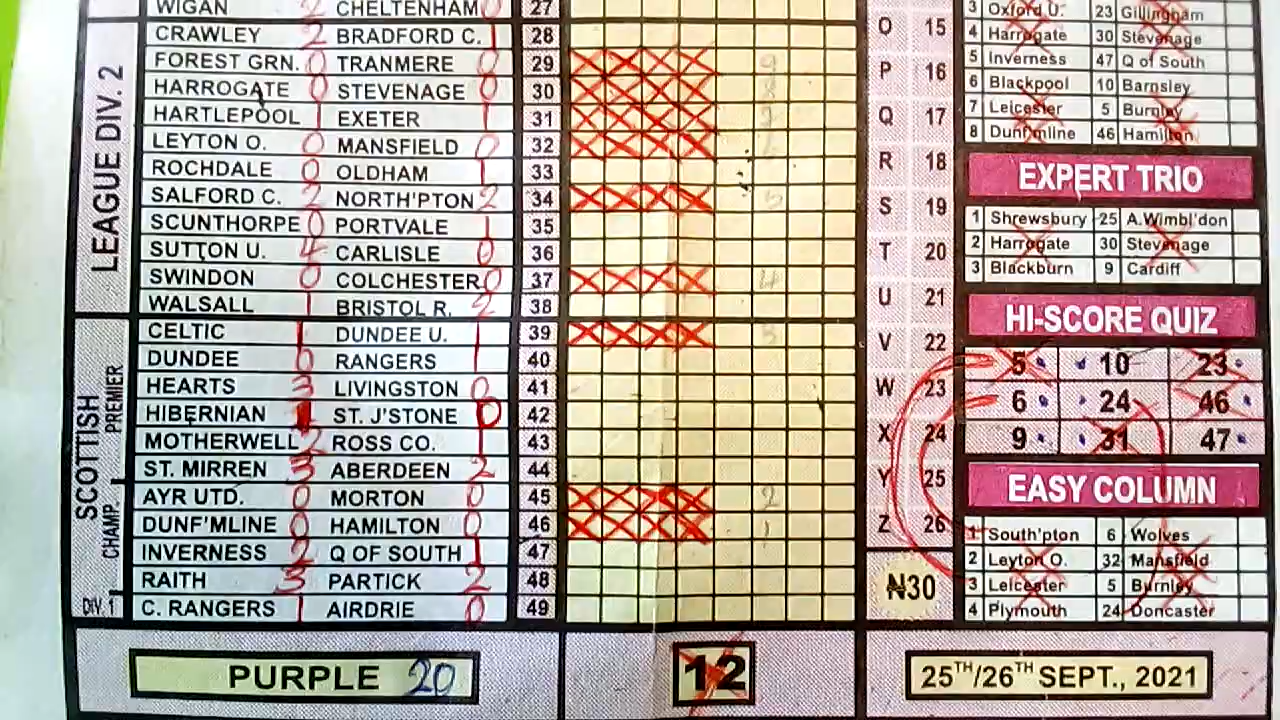 WIGAN 2 CHELTENHAM 0 27
CRAWLEY 2 BRADFORD C. 1 28
FOREST GRN. 0 TRANMERE 0 29
HARROGATE 0 STEVENAGE 0 30
HARTLEPOOL 1 EXETER 1 31
LEYTON O. 0 MANSFIELD 0 32
ROCHDALE 0 OLDHAM 1 33
SALFORD C. 2 NORTH'PTON 2 34
SCUNTHORPE 0 PORTVALE 1 35
SUTTON U. 4 CARLISLE 0 36
SWINDON 0 COLCHESTER 0 37
WALSALL 1 BRISTOL R. 2 38
CELTIC 1 DUNDEE U. 1 39
DUNDEE 0 RANGERS 1 40
HEARTS 3 LIVINGSTON 0 41
HIBERNIAN 1 ST. J'STONE 0 42
MOTHERWELL 2 ROSS CO. 1 43
ST. MIRREN 3 ABERDEEN 2 44
AYR UTD. 0 MORTON 0 45
DUNF'MLINE 0 HAMILTON 0 46
INVERNESS 2 Q OF SOUTH 1 47
RAITH 3 PARTICK 2 48
C. RANGERS 1 AIRDRIE 0 49
LEAGUE DIV. 2
SCOTTISH
PREMIER
CHAMP.
DIV. 1
4
2
1
O 15
P 16
Q 17
R 18
S 19
T 20
U 21
V 22
W 23
X 24
Y 25
Z 26
₦30
3 Oxford U. 23 Gillingham
4 Harrogate 30 Stevenage
5 Inverness 47 Q of South
6 Blackpool 10 Barnsley
7 Leicester 5 Burnley
8 Dunf'mline 46 Hamilton
EXPERT TRIO
1 Shrewsbury 25 A.Wimbl'don
2 Harrogate 30 Stevenage
3 Blackburn 9 Cardiff
HI-SCORE QUIZ
5 10 23
6 24 46
9 31 47
EASY COLUMN
1 South'pton 6 Wolves
2 Leyton O. 32 Mansfield
3 Leicester 5 Burnley
4 Plymouth 24 Doncaster
PURPLE 20
12
25TH/26TH SEPT., 2021